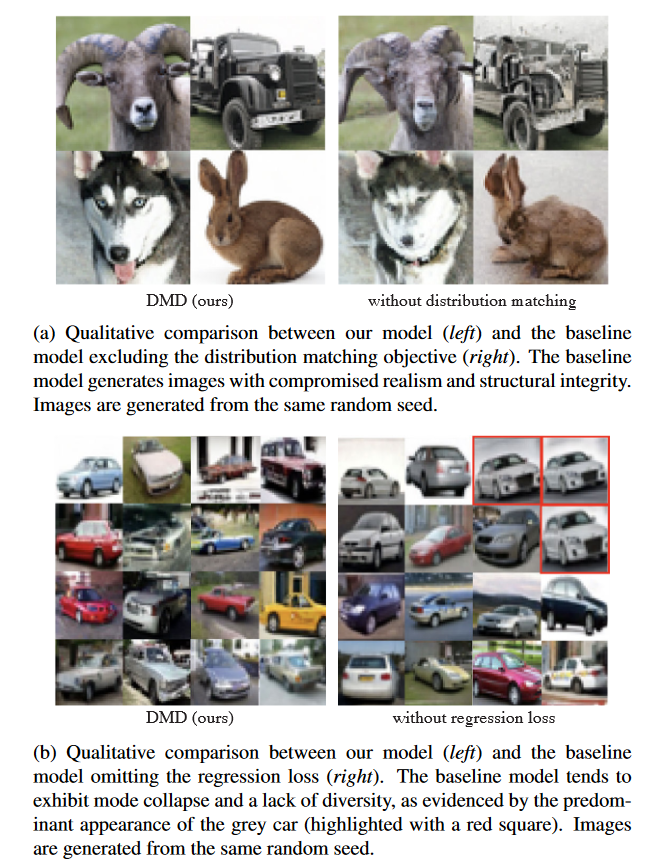 DMD (ours)
without distribution matching
(a) Qualitative comparison between our model (left) and the baseline
model excluding the distribution matching objective (right). The baseline
model generates images with compromised realism and structural integrity.
Images are generated from the same random seed.
DMD (ours)
without regression loss
(b) Qualitative comparison between our model (left) and the baseline
model omitting the regression loss (right). The baseline model tends to
exhibit mode collapse and a lack of diversity, as evidenced by the predom-
inant appearance of the grey car (highlighted with a red square). Images
are generated from the same random seed.